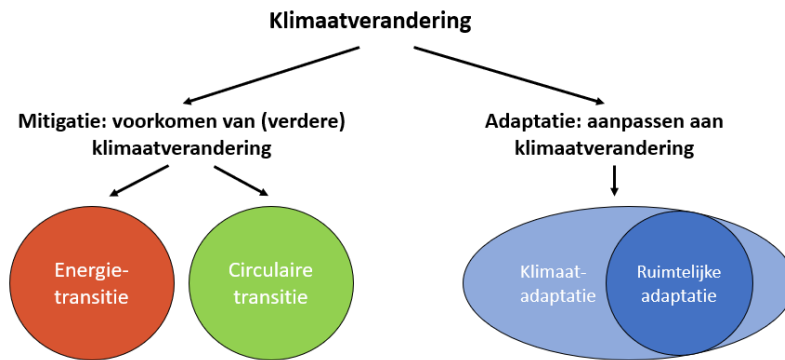 Klimaatverandering
Mitigatie: voorkomen van (verdere)
klimaatverandering
Adaptatie: aanpassen aan
klimaatverandering
Energie-
transitie
Circulaire
transitie
Klimaat-
adaptatie
Ruimtelijke
adaptatie